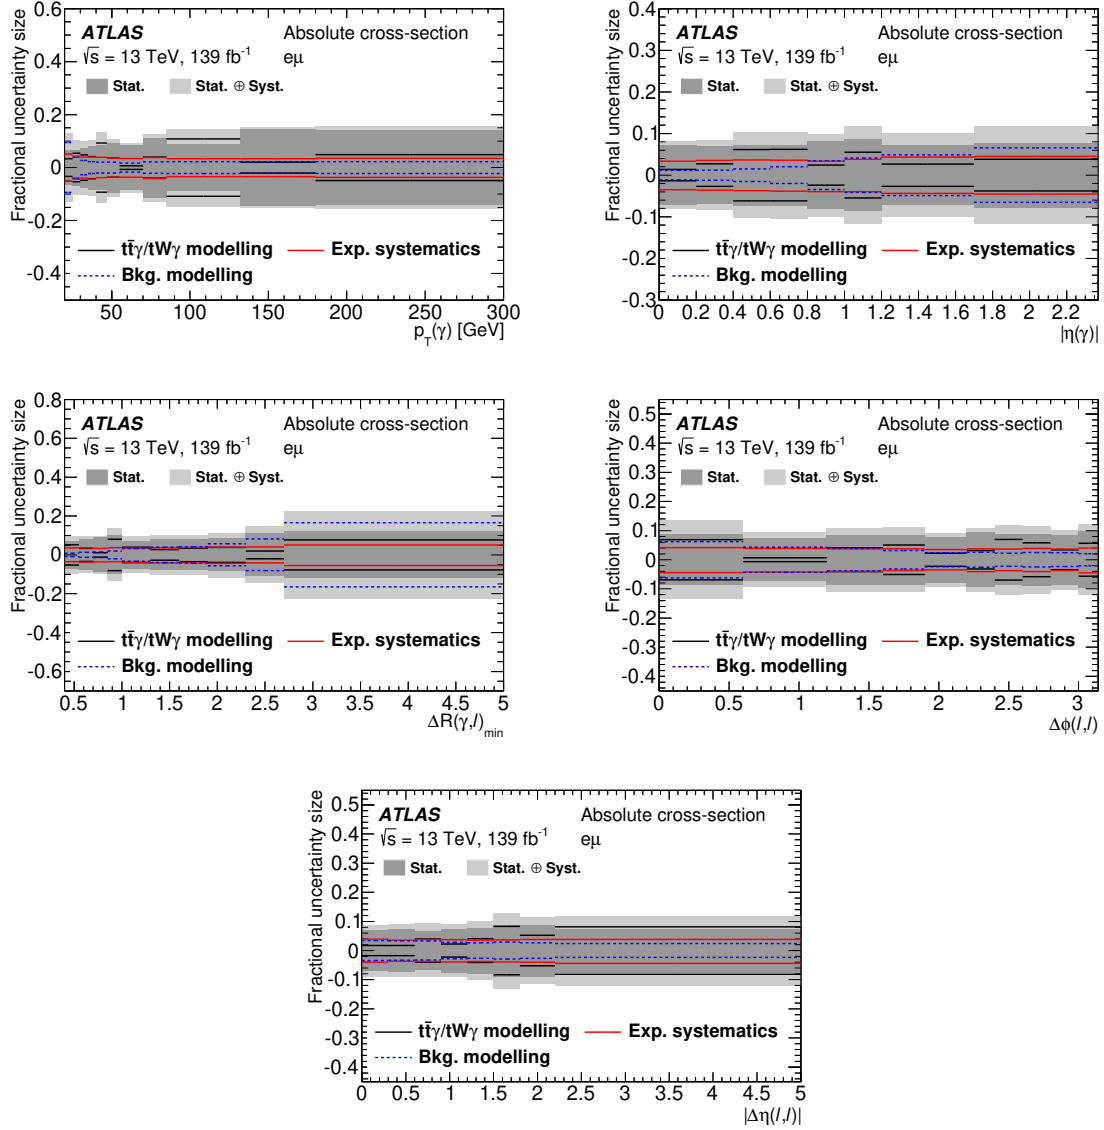 Fractional uncertainty size
ATLAS Absolute cross-section
√s = 13 TeV, 139 fb⁻¹ eμ
Stat. Stat. ⊕ Syst.
0.6
0.4
0.2
0
-0.2
-0.4
tt̄γ/tWγ modelling Exp. systematics
Bkg. modelling
50 100 150 200 250 300
p_T(γ) [GeV]
Fractional uncertainty size
ATLAS Absolute cross-section
√s = 13 TeV, 139 fb⁻¹ eμ
Stat. Stat. ⊕ Syst.
0.4
0.3
0.2
0.1
0
-0.1
-0.2
-0.3
tt̄γ/tWγ modelling Exp. systematics
Bkg. modelling
0 0.2 0.4 0.6 0.8 1 1.2 1.4 1.6 1.8 2 2.2
|η(γ)|
Fractional uncertainty size
ATLAS Absolute cross-section
√s = 13 TeV, 139 fb⁻¹ eμ
Stat. Stat. ⊕ Syst.
0.8
0.6
0.4
0.2
0
-0.2
-0.4
-0.6
tt̄γ/tWγ modelling Exp. systematics
Bkg. modelling
0.5 1 1.5 2 2.5 3 3.5 4 4.5 5
ΔR(γ,l)_min
Fractional uncertainty size
ATLAS Absolute cross-section
√s = 13 TeV, 139 fb⁻¹ eμ
Stat. Stat. ⊕ Syst.
0.5
0.4
0.3
0.2
0.1
0
-0.1
-0.2
-0.3
-0.4
tt̄γ/tWγ modelling Exp. systematics
Bkg. modelling
0 0.5 1 1.5 2 2.5 3
Δϕ(l,l)
Fractional uncertainty size
ATLAS Absolute cross-section
√s = 13 TeV, 139 fb⁻¹ eμ
Stat. Stat. ⊕ Syst.
0.5
0.4
0.3
0.2
0.1
0
-0.1
-0.2
-0.3
-0.4
tt̄γ/tWγ modelling Exp. systematics
Bkg. modelling
0 0.5 1 1.5 2 2.5 3 3.5 4 4.5 5
|Δη(l,l)|